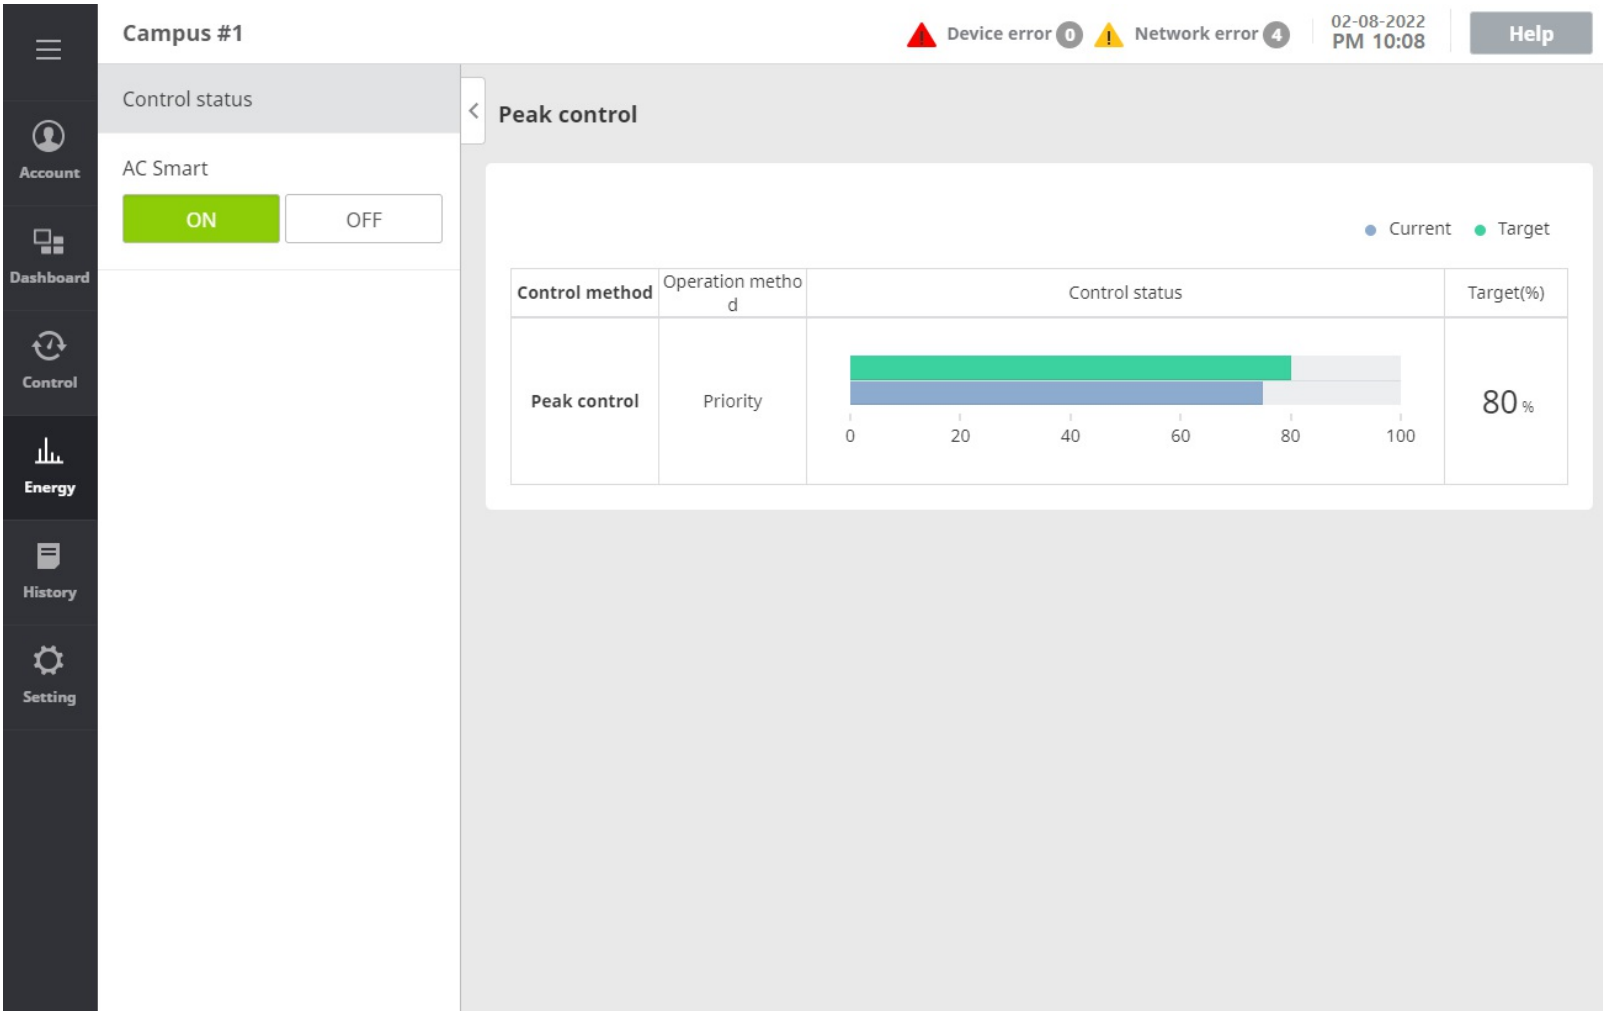 Campus #1
Device error 0
Network error 4
02-08-2022
PM 10:08
Help
Account
Dashboard
Control
Energy
History
Setting
Control status
AC Smart
ON
OFF
Peak control
Current
Target
Control method
Operation metho
d
Control status
Target(%)
Peak control
Priority
0 20 40 60 80 100
80 %